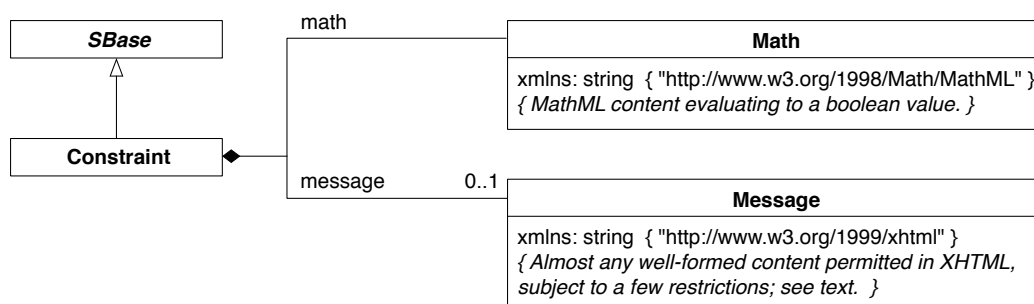 SBase
Constraint
math
Math
xmlns: string { "http://www.w3.org/1998/Math/MathML" }
{ MathML content evaluating to a boolean value. }
message 0..1
Message
xmlns: string { "http://www.w3.org/1999/xhtml" }
{ Almost any well-formed content permitted in XHTML,
subject to a few restrictions; see text. }